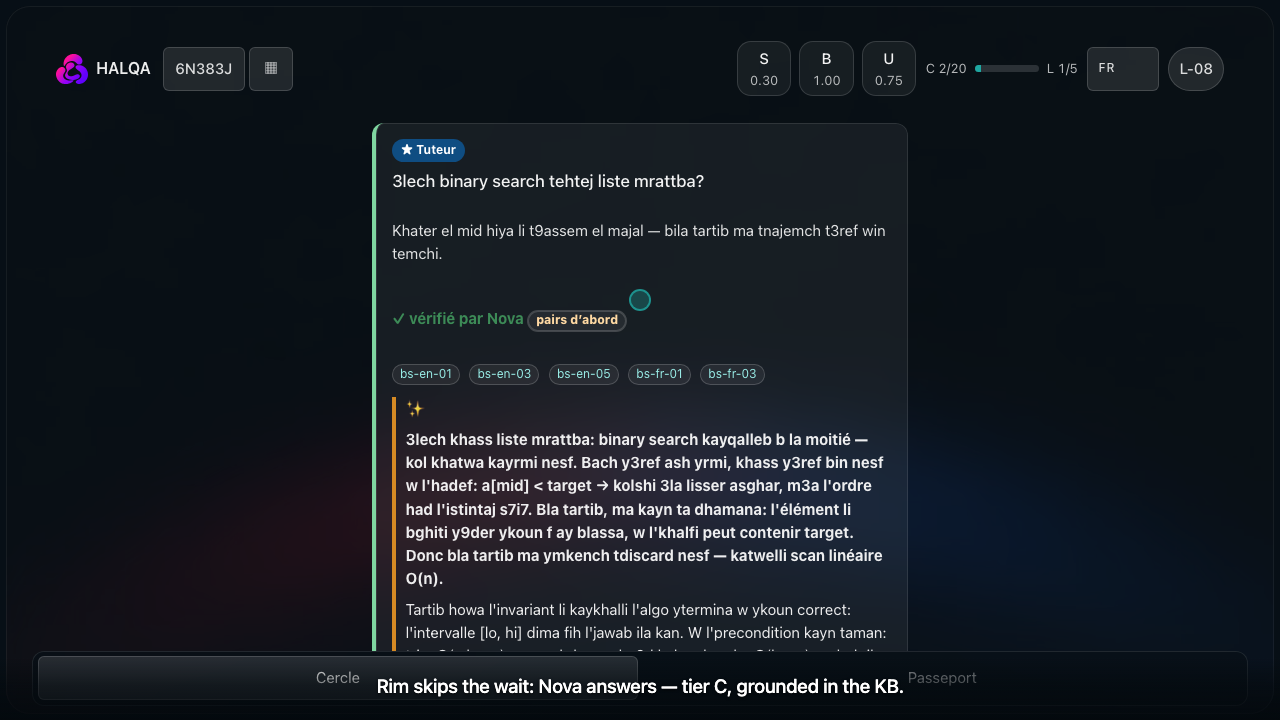 HALQA
6N383J
S
0.30
B
1.00
U
0.75
C 2/20
L 1/5
FR
L-08
Tuteur
3lech binary search tehtej liste mrattba?
Khater el mid hiya li t9assem el majal — bila tartib ma tnajemch t3ref win
temchi.
✓ vérifié par Nova
pairs d'abord
bs-en-01
bs-en-03
bs-en-05
bs-fr-01
bs-fr-03
3lech khass liste mrattba: binary search kayqalleb b la moitié —
kol khatwa kayrmi nesf. Bach y3ref ash yrmi, khass y3ref bin nesf
w l'hadef: a[mid] < target → kolshi 3la lisser asghar, m3a l'ordre
had l'istintaj s7i7. Bla tartib, ma kayn ta dhamana: l'élément li
bghiti y9der ykoun f ay blassa, w l'khalfi peut contenir target.
Donc bla tartib ma ymkench tdiscard nesf — katwelli scan linéaire
O(n).
Tartib howa l'invariant li kaykhalli l'algo ytermina w ykoun correct:
l'intervalle [lo, hi] dima fih l'jawab ila kan. W l'precondition kayn taman:
Cercle
Passeport
Rim skips the wait: Nova answers — tier C, grounded in the KB.